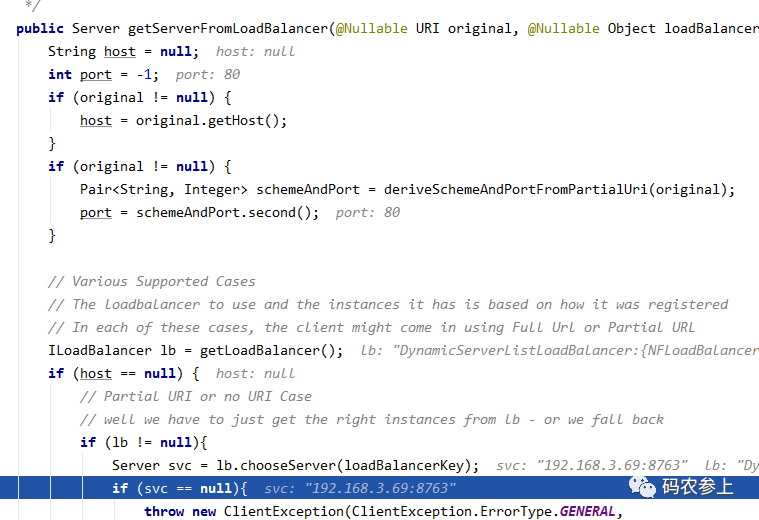 */
public Server getServerFromLoadBalancer(@Nullable URI original, @Nullable Object loadBalancer
String host = null; host: null
int port = -1; port: 80
if (original != null) {
host = original.getHost();
}
if (original != null) {
Pair<String, Integer> schemeAndPort = deriveSchemeAndPortFromPartialUri(original);
port = schemeAndPort.second(); port: 80
}
// Various Supported Cases
// The loadbalancer to use and the instances it has is based on how it was registered
// In each of these cases, the client might come in using Full Url or Partial URL
ILoadBalancer lb = getLoadBalancer(); lb: "DynamicServerListLoadBalancer:{NFLoadBalancer
if (host == null) { host: null
// Partial URI or no URI Case
// well we have to just get the right instances from lb - or we fall back
if (lb != null){
Server svc = lb.chooseServer(loadBalancerKey); svc: "192.168.3.69:8763" lb: "Dy
if (svc == null){ svc: "192.168.3.69:8763" 码农参上
throw new ClientException(ClientException.ErrorType.GENERAL,